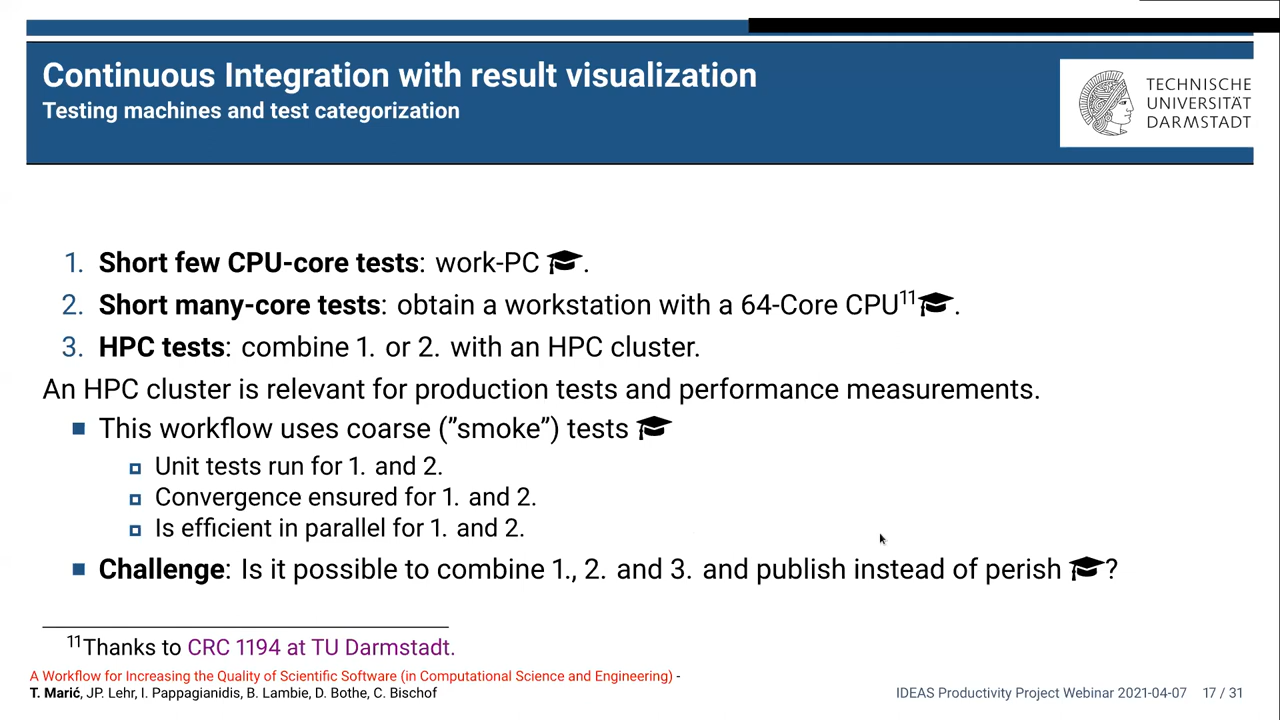 Continuous Integration with result visualization
Testing machines and test categorization
TECHNISCHE
UNIVERSITÄT
DARMSTADT
1. Short few CPU-core tests: work-PC .
2. Short many-core tests: obtain a workstation with a 64-Core CPU11 .
3. HPC tests: combine 1. or 2. with an HPC cluster.
An HPC cluster is relevant for production tests and performance measurements.
This workflow uses coarse (”smoke”) tests
Unit tests run for 1. and 2.
Convergence ensured for 1. and 2.
Is efficient in parallel for 1. and 2.
Challenge: Is it possible to combine 1., 2. and 3. and publish instead of perish ?
11Thanks to CRC 1194 at TU Darmstadt.
A Workflow for Increasing the Quality of Scientific Software (in Computational Science and Engineering) -
T. Marić, JP. Lehr, I. Pappagianidis, B. Lambie, D. Bothe, C. Bischof
IDEAS Productivity Project Webinar 2021-04-07 17 / 31